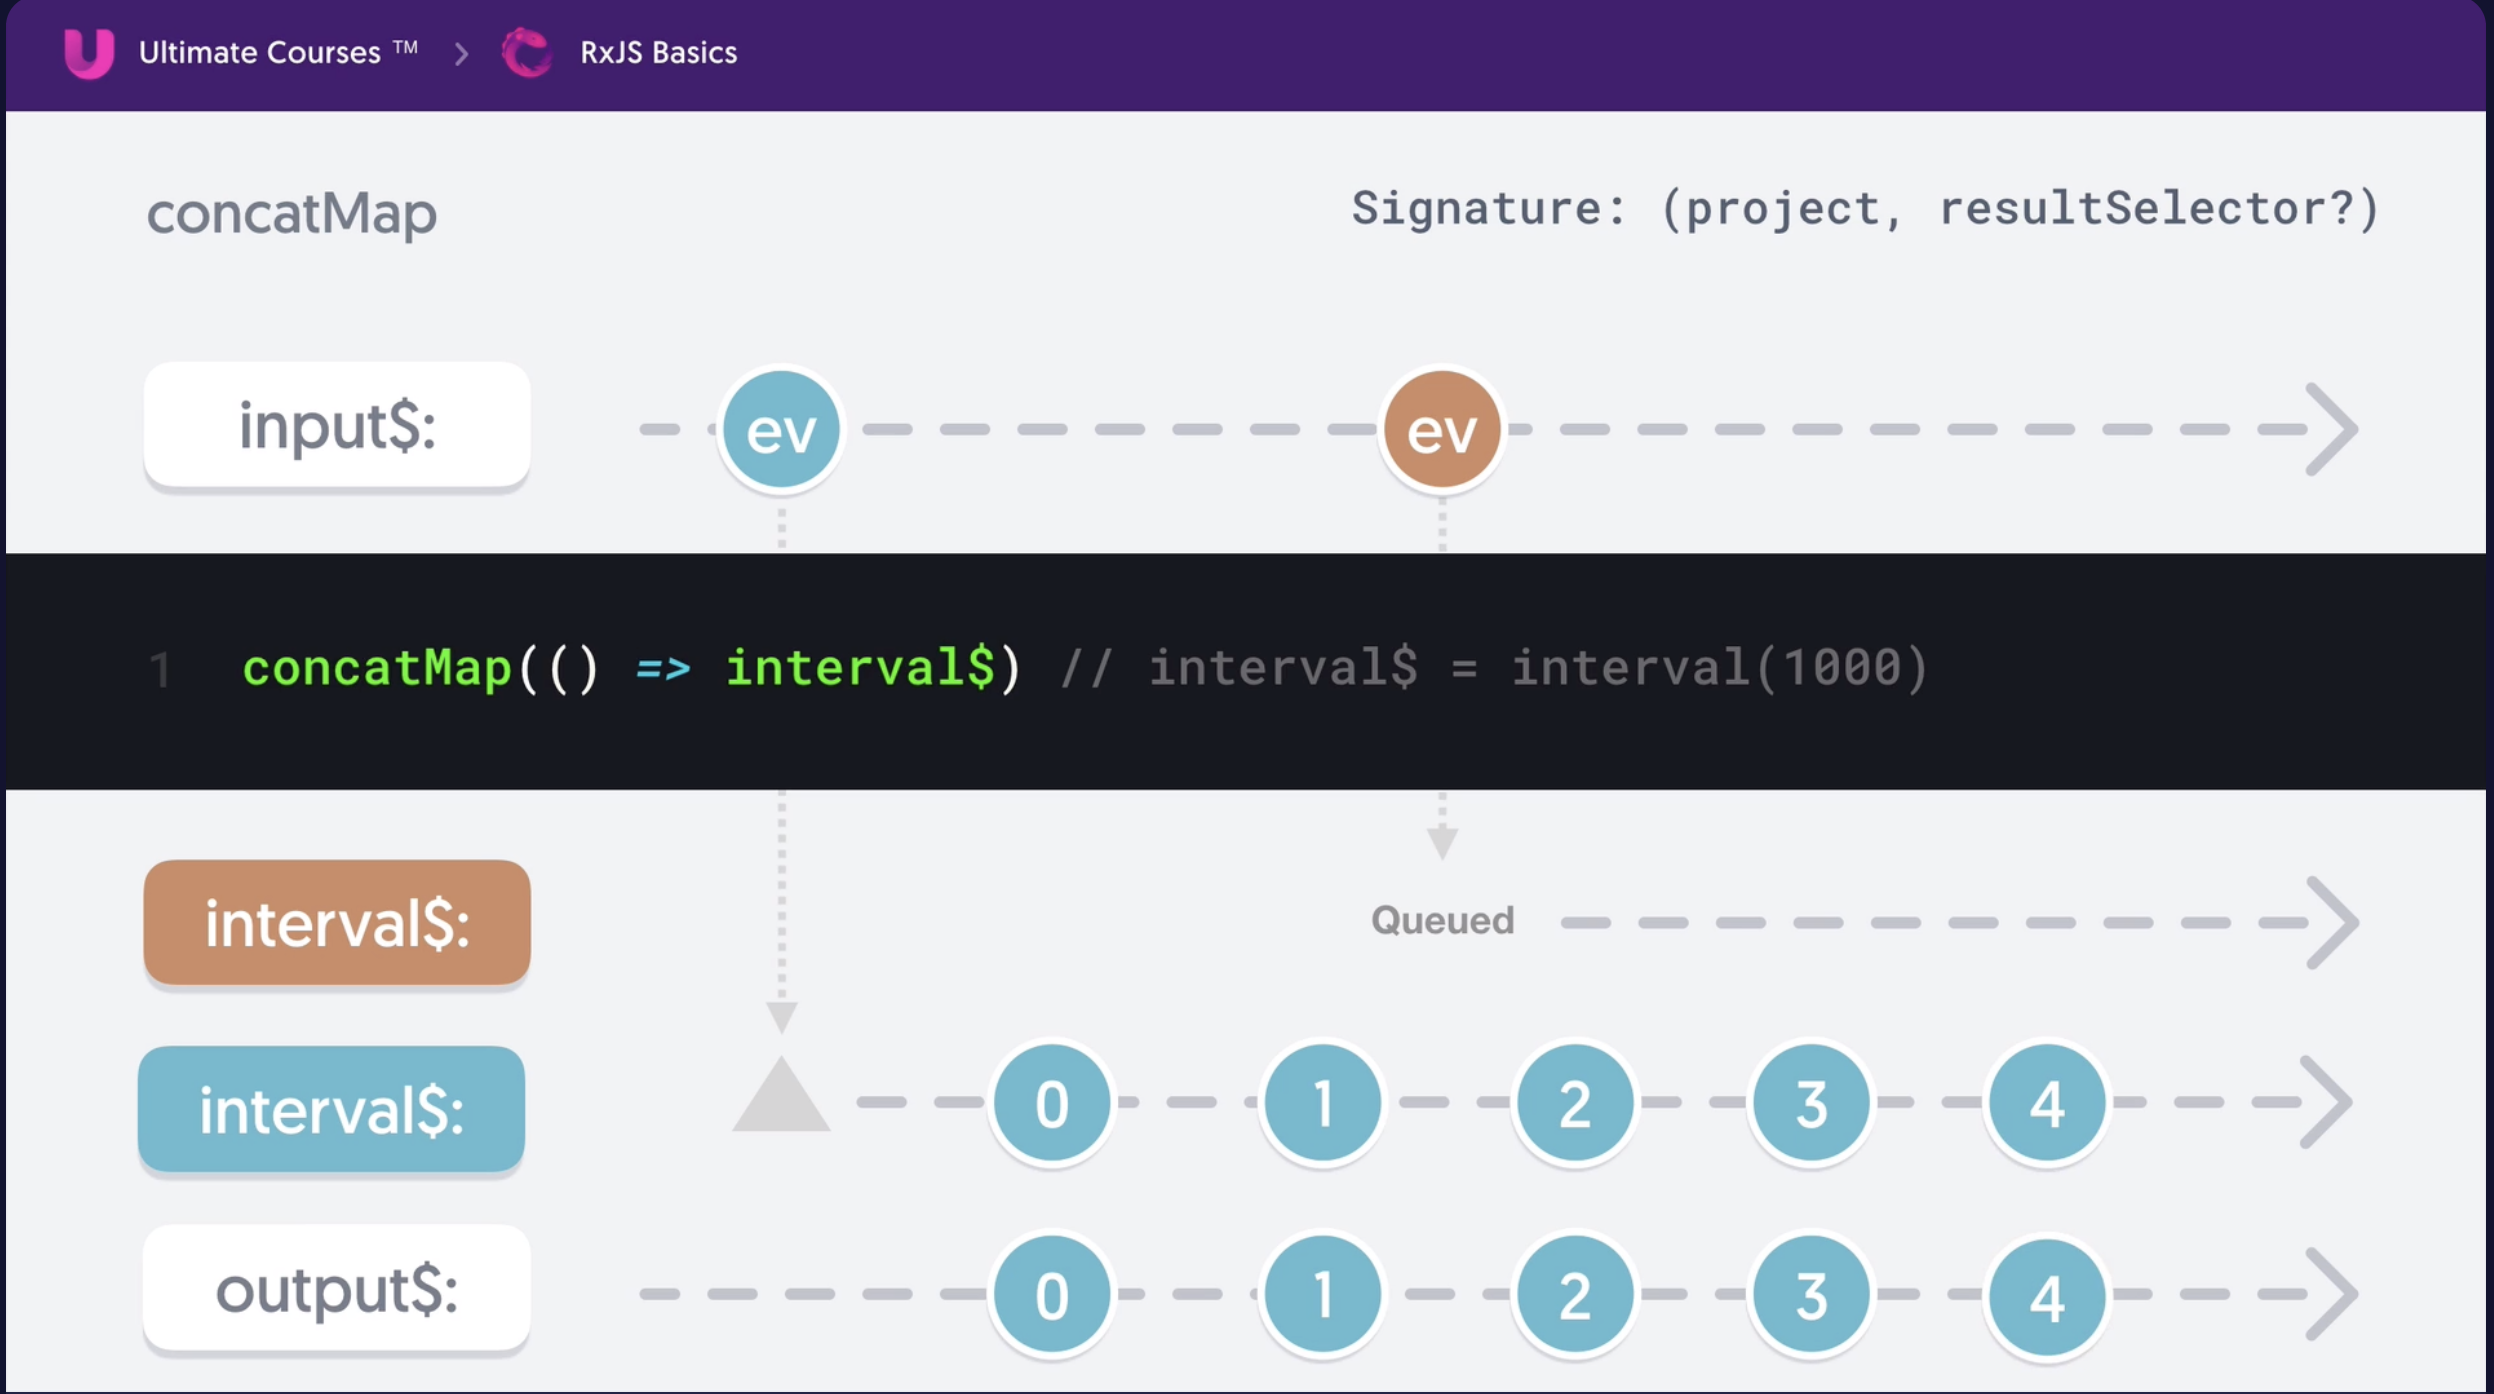 Ultimate Courses ™ > RxJS Basics
concatMap
Signature: (project, resultSelector?)
input$:
ev
ev
1 concatMap(() => interval$) // interval$ = interval(1000)
interval$:
Queued
interval$:
0 1 2 3 4
output$:
0 1 2 3 4